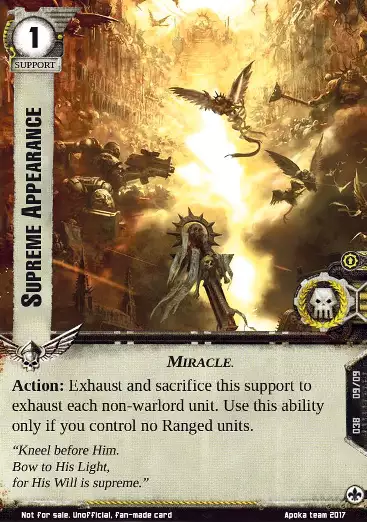 1
SUPPORT
SUPREME APPEARANCE
MIRACLE.
Action: Exhaust and sacrifice this support to
exhaust each non-warlord unit. Use this ability
only if you control no Ranged units.
“Kneel before Him.
Bow to His Light,
for His Will is supreme.”
038 09/09
Not for sale. Unofficial, fan-made card
Apoka team 2017